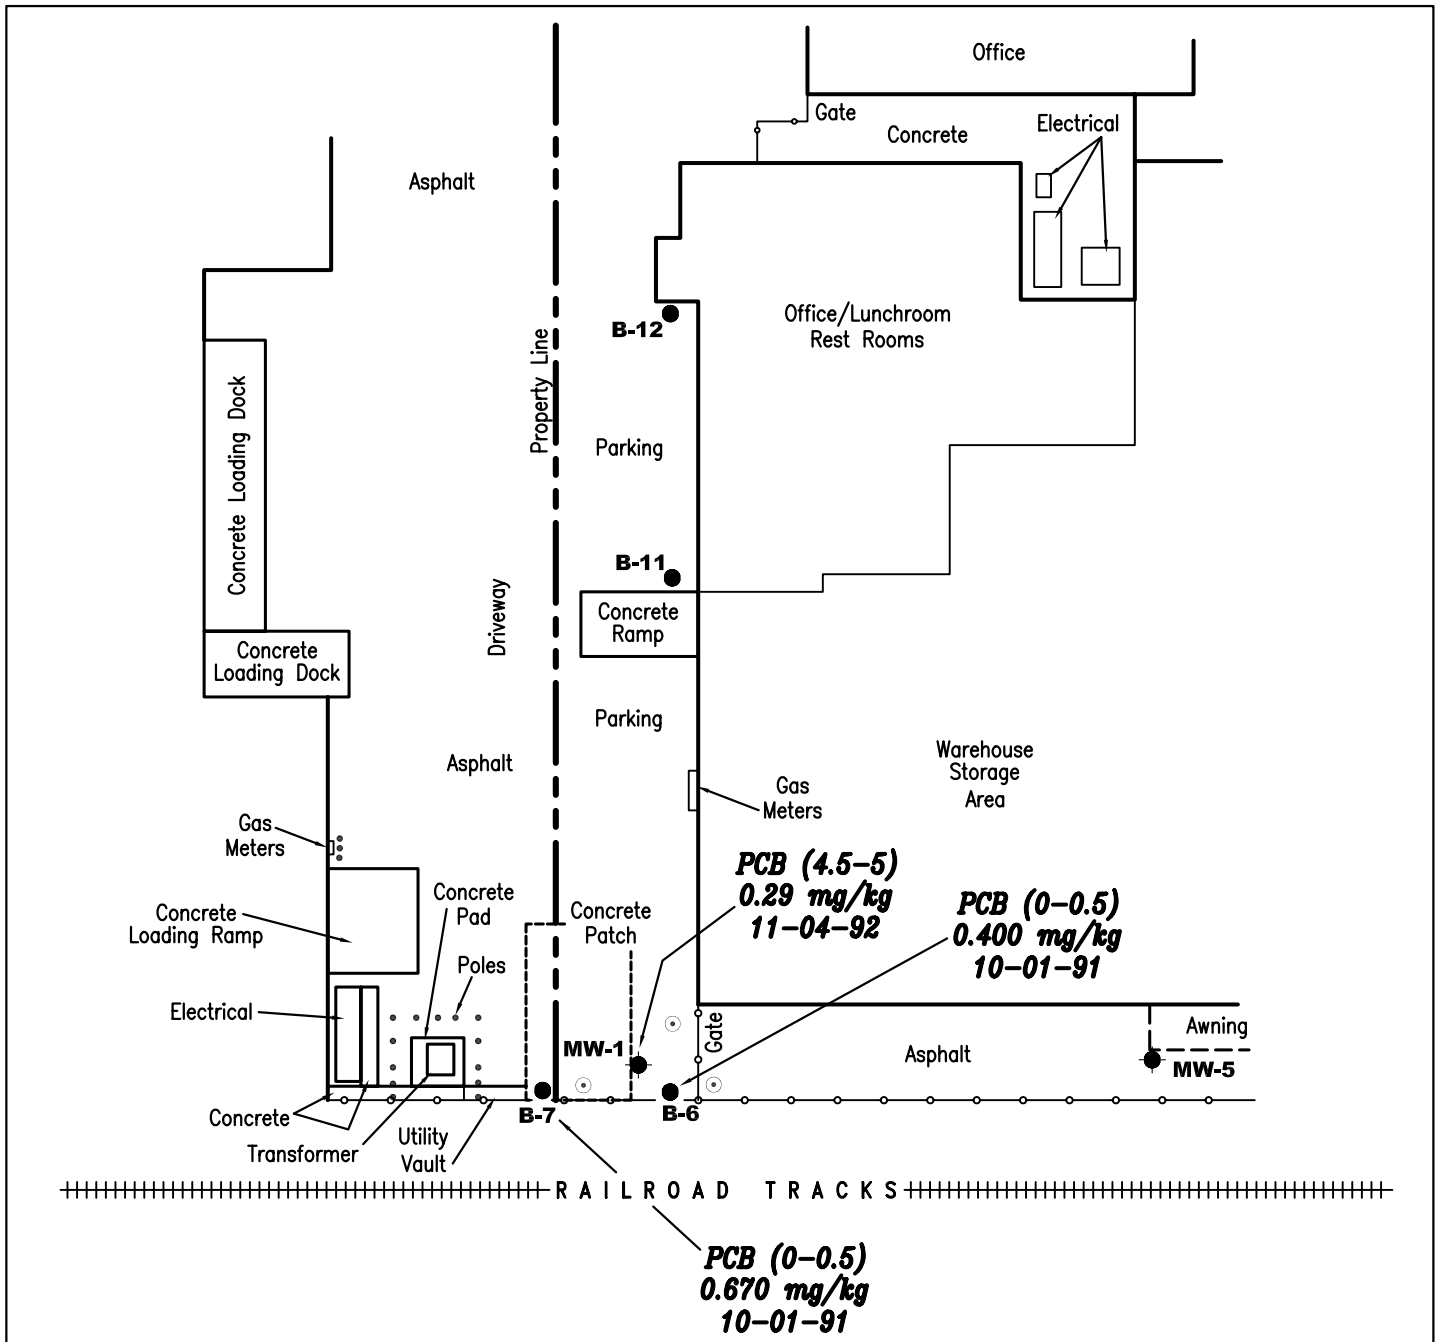 Office
Gate
Concrete
Electrical
Asphalt
B-12
Office/Lunchroom
Rest Rooms
Property Line
Parking
Concrete Loading Dock
B-11
Driveway
Concrete
Ramp
Concrete
Loading Dock
Parking
Asphalt
Warehouse
Storage
Area
Gas
Meters
Gas
Meters
PCB (4.5-5)
0.29 mg/kg
11-04-92
PCB (0-0.5)
0.400 mg/kg
10-01-91
Concrete
Pad
Concrete
Patch
Concrete
Loading Ramp
Poles
Electrical
MW-1
Gate
Asphalt
Awning
MW-5
B-7
B-6
Concrete
Transformer
Utility
Vault
RAILROAD TRACKS
PCB (0-0.5)
0.670 mg/kg
10-01-91